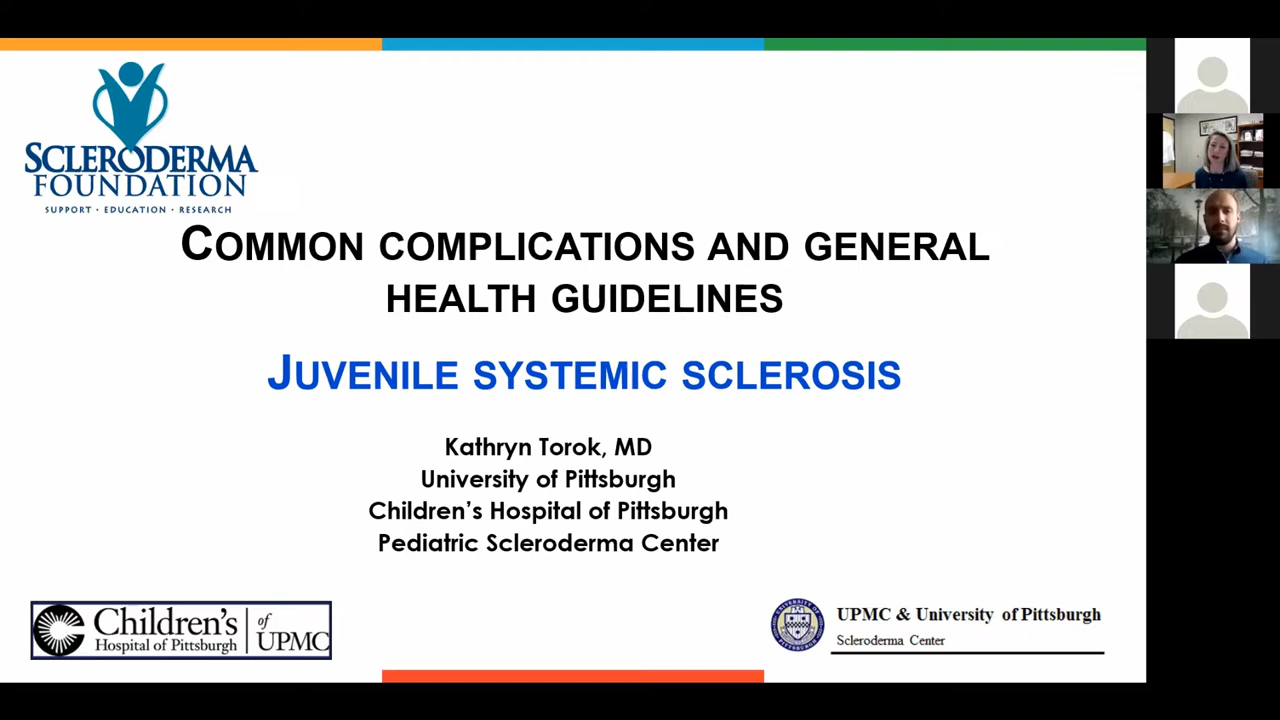 SCLERODERMA
FOUNDATION
SUPPORT • EDUCATION • RESEARCH
COMMON COMPLICATIONS AND GENERAL
HEALTH GUIDELINES
JUVENILE SYSTEMIC SCLEROSIS
Kathryn Torok, MD
University of Pittsburgh
Children's Hospital of Pittsburgh
Pediatric Scleroderma Center
Children's
Hospital of Pittsburgh
of
UPMC
UPMC & University of Pittsburgh
Scleroderma Center